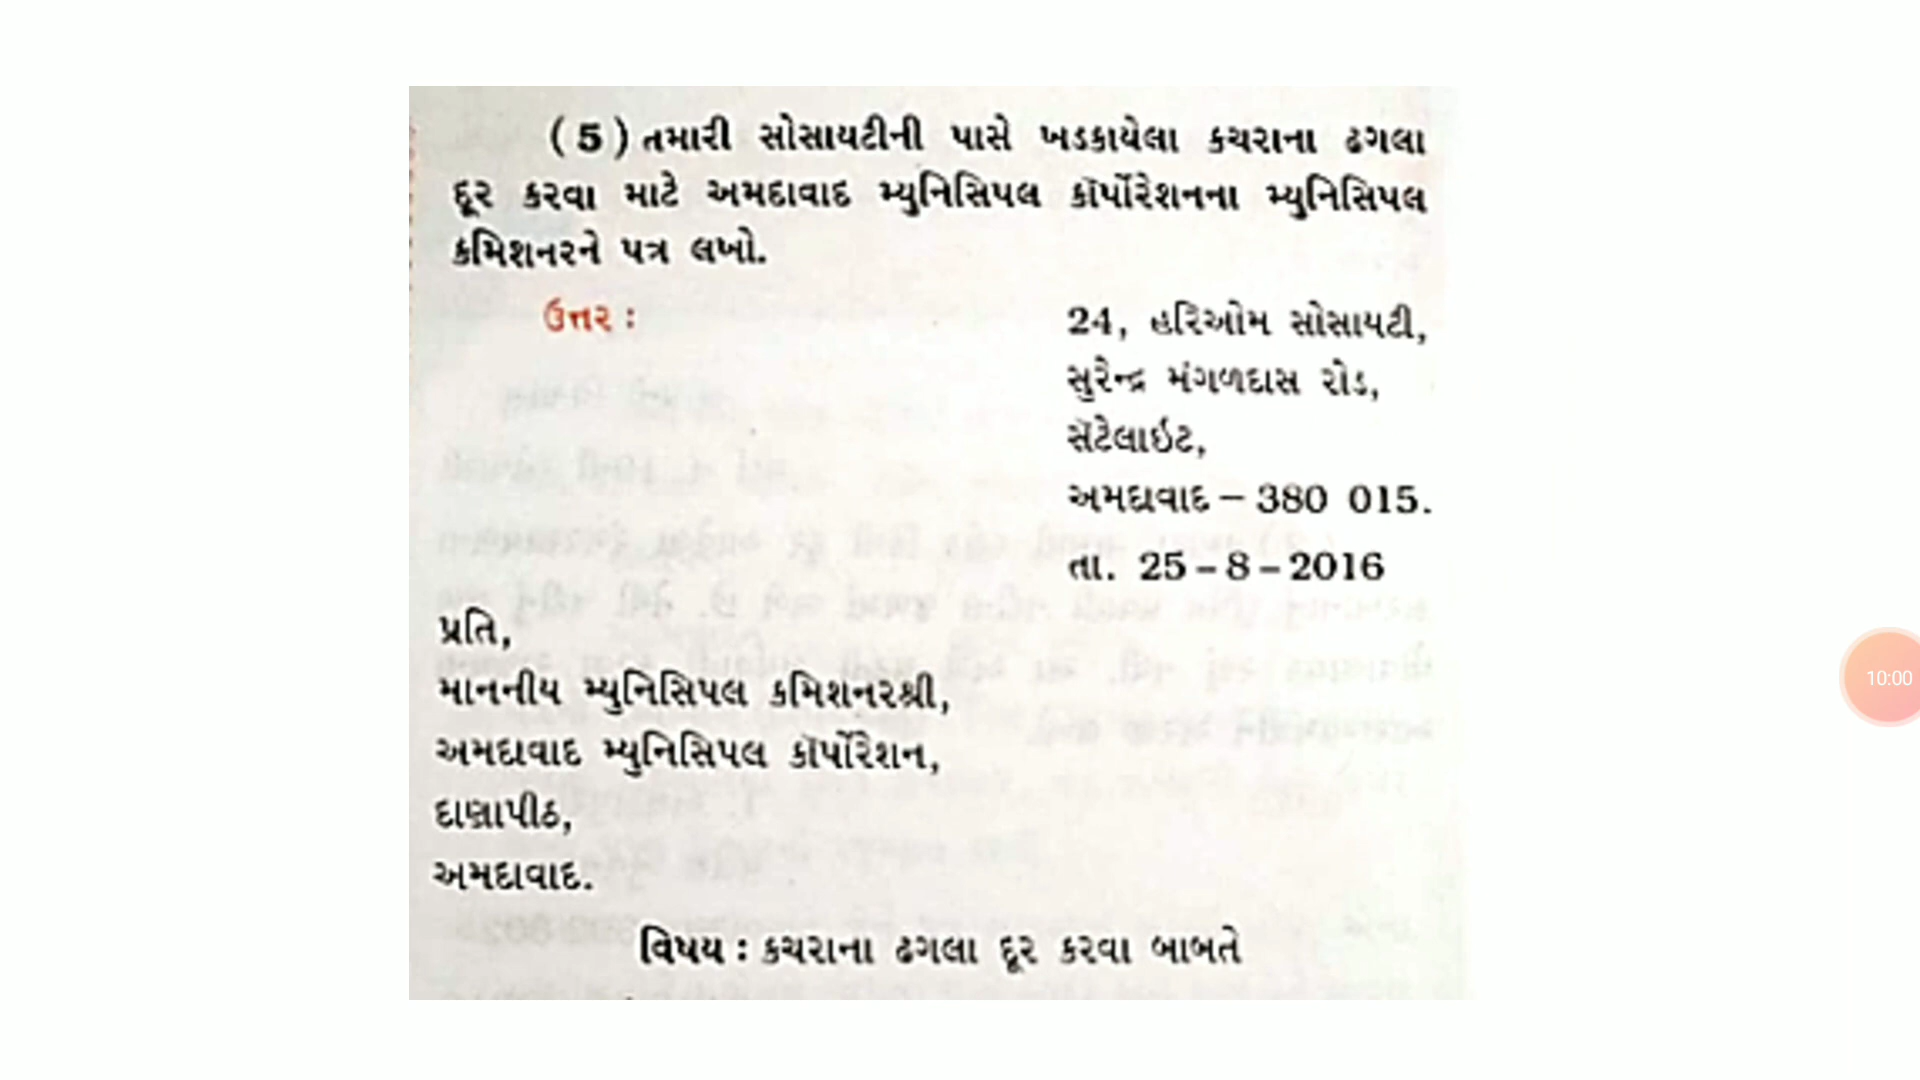 (5) તમારી સોસાયટીની પાસે ખડકાયેલા કચરાના ઢગલા
દૂર કરવા માટે અમદાવાદ મ્યુનિસિપલ કૉર્પોરેશનના મ્યુનિસિપલ
કમિશનરને પત્ર લખો.
ઉત્તર :
24, હરિઓમ સોસાયટી,
સુરેન્દ્ર મંગળદાસ રોડ,
સૅટેલાઇટ,
અમદાવાદ – 380 015.
તા. 25 – 8 – 2016
પ્રતિ,
માનનીય મ્યુનિસિપલ કમિશનરશ્રી,
અમદાવાદ મ્યુનિસિપલ કૉર્પોરેશન,
દાણાપીઠ,
અમદાવાદ.
વિષય : કચરાના ઢગલા દૂર કરવા બાબતે
10:00